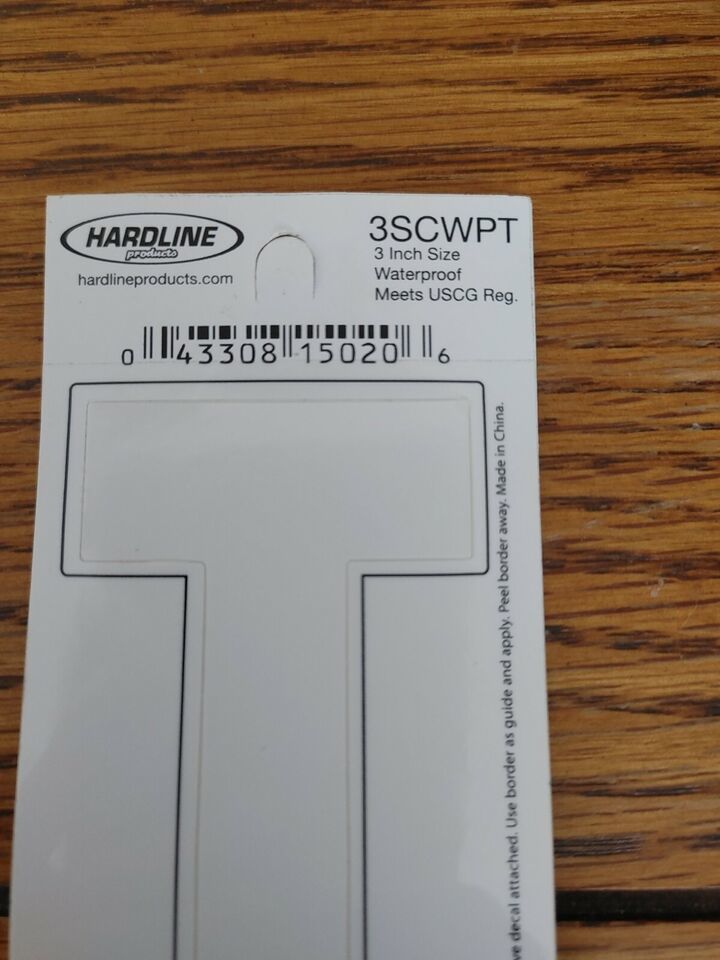 HARDLINE
products
hardlineproducts.com
3SCWPT
3 Inch Size
Waterproof
Meets USCG Reg.
0 43308 15020 6
T
decal attached. Use border as guide and apply. Peel border away. Made in China.